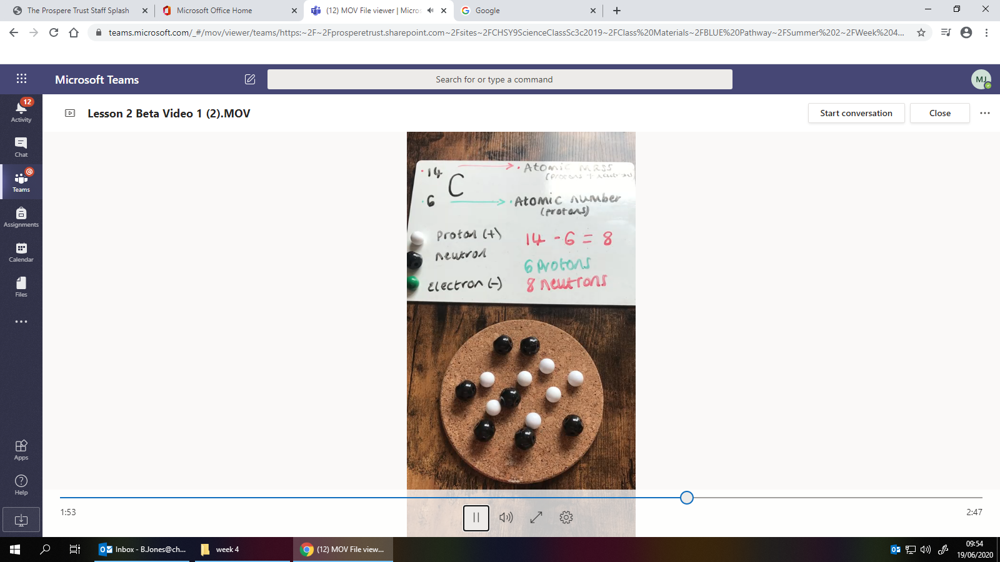 The Prospere Trust Staff Splash
Microsoft Office Home
(12) MOV File viewer | Micros
Google
teams.microsoft.com/_#/mov/viewer/teams/https:~2F~2Fprosperetrust.sharepoint.com~2Fsites~2FCHSY9ScienceClassSc3c2019~2FClass%20Materials~2FBLUE%20Pathway~2FSummer%202~2FWeek%204...
Microsoft Teams
Search for or type a command
MJ
12
Activity
Chat
Teams
Assignments
Calendar
Files
Apps
Help
Lesson 2 Beta Video 1 (2).MOV
Start conversation
Close
14
C
6
Atomic mass
(protons + neutrons)
Atomic number
(protons)
Proton (+)
neutron
Electron (-)
14 - 6 = 8
6 Protons
8 neutrons
1:53
2:47
Inbox - B.Jones@ch...
week 4
(12) MOV File view...
09:54
19/06/2020